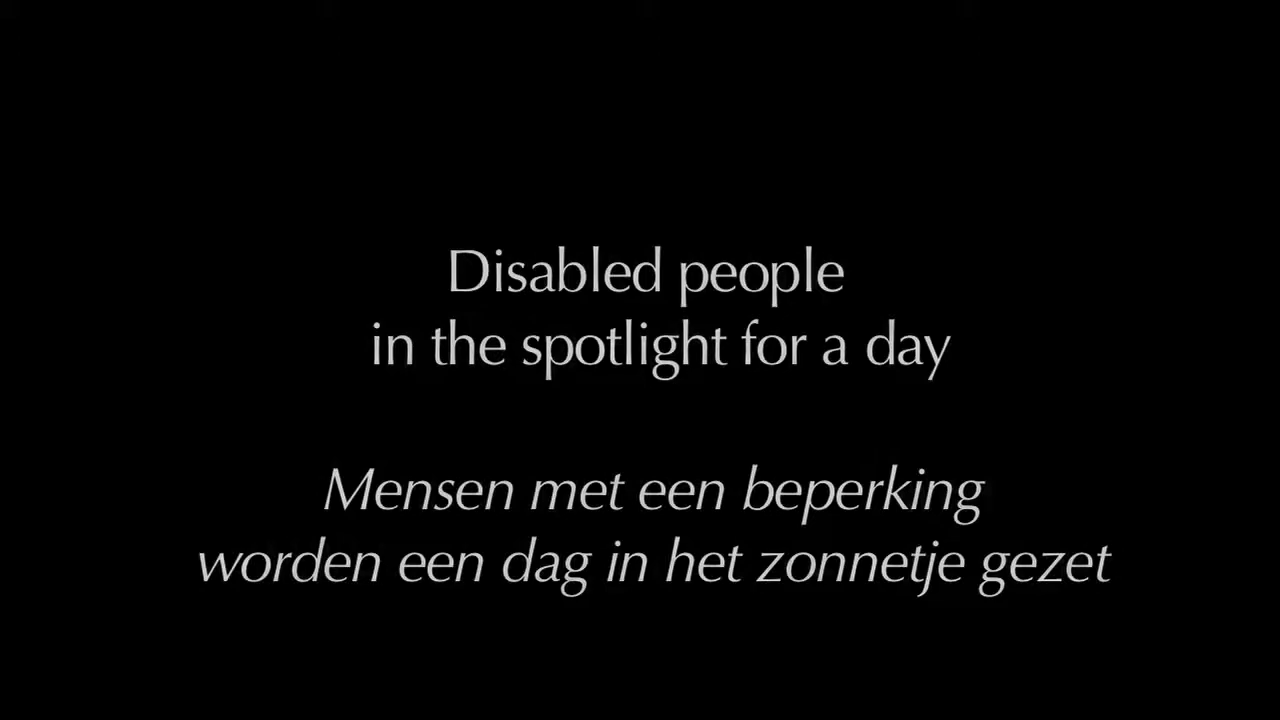 Disabled people
in the spotlight for a day
Mensen met een beperking
worden een dag in het zonnetje gezet